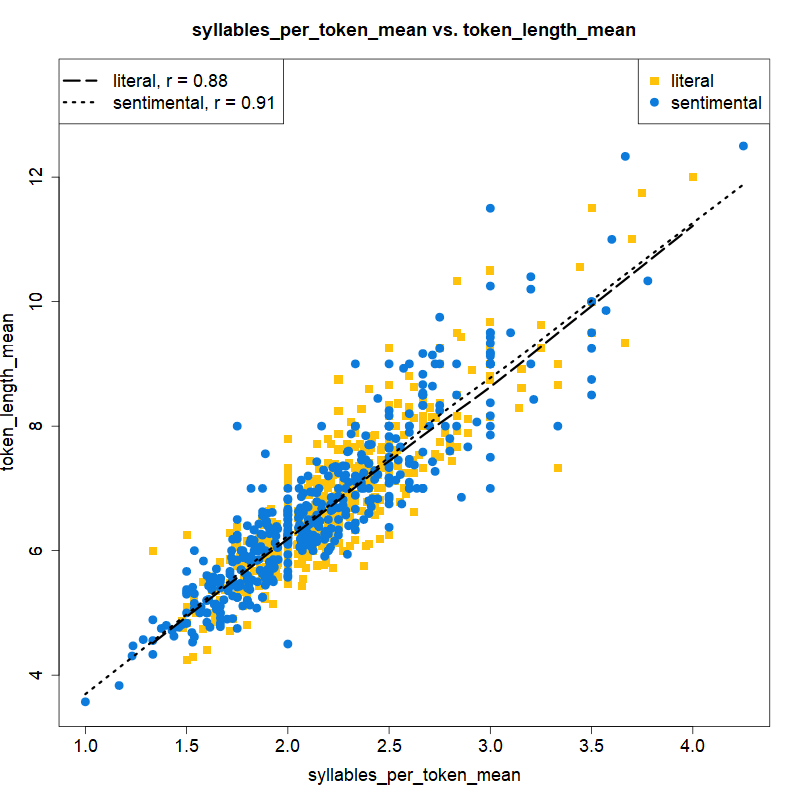 syllables_per_token_mean vs. token_length_mean
literal, r = 0.88
sentimental, r = 0.91
literal
sentimental
token_length_mean
12
10
8
6
4
1.0 1.5 2.0 2.5 3.0 3.5 4.0
syllables_per_token_mean